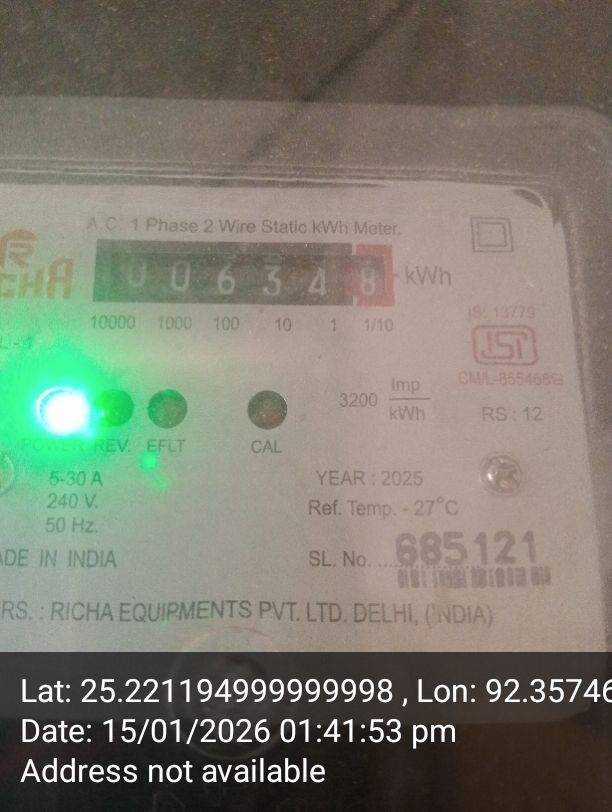 A.C. 1 Phase 2 Wire Static kWh Meter.
RICHA
0 0 6 3 4 8 kWh
10000 1000 100 10 1 1/10
IS: 13779
ISI
3200 Imp/kWh
RS : 12
POWER REV. EFLT CAL
5-30 A
YEAR : 2025
240 V.
Ref. Temp. - 27°C
50 Hz.
MADE IN INDIA
SL. No. .... 685121
RS. : RICHA EQUIPMENTS PVT. LTD. DELHI, (INDIA)
Lat: 25.221194999999998 , Lon: 92.35746
Date: 15/01/2026 01:41:53 pm
Address not available